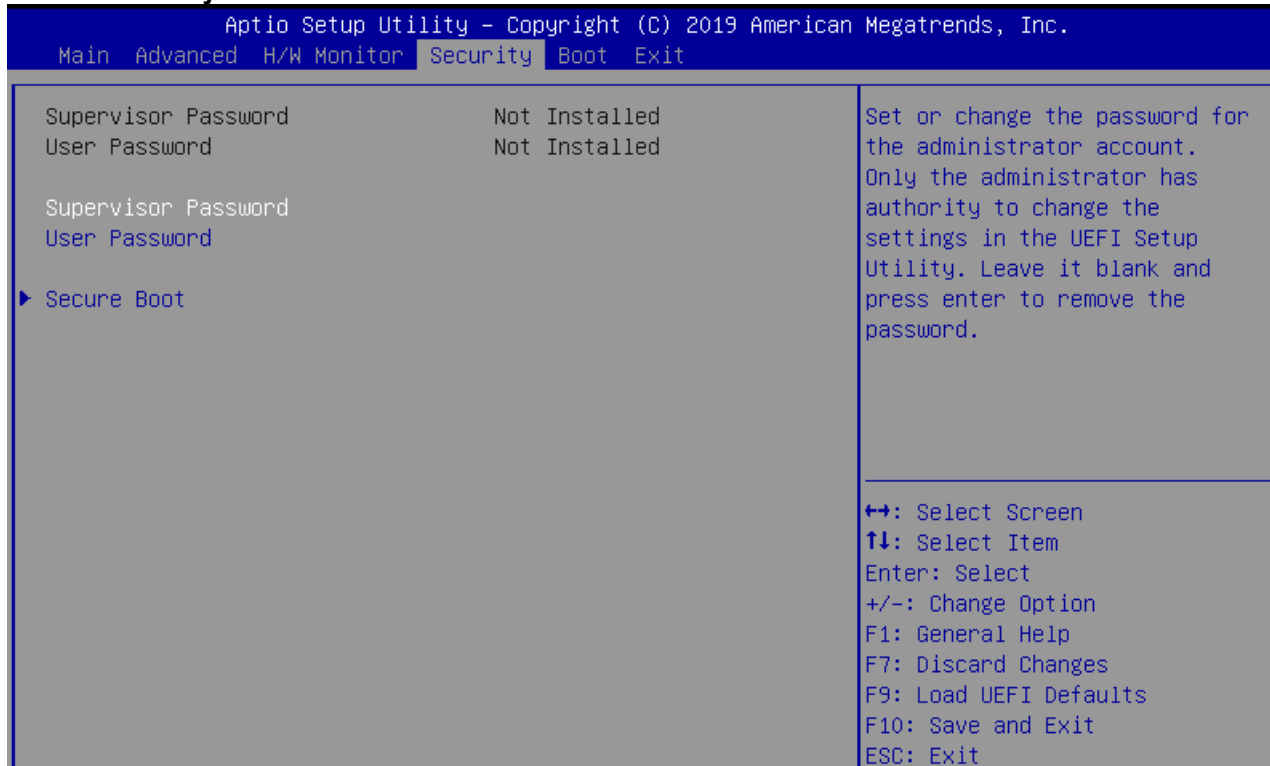 Aptio Setup Utility – Copyright (C) 2019 American Megatrends, Inc.
Main Advanced H/W Monitor Security Boot Exit
Supervisor Password Not Installed
User Password Not Installed
Supervisor Password
User Password
▶ Secure Boot
Set or change the password for
the administrator account.
Only the administrator has
authority to change the
settings in the UEFI Setup
Utility. Leave it blank and
press enter to remove the
password.
↔: Select Screen
↑↓: Select Item
Enter: Select
+/-: Change Option
F1: General Help
F7: Discard Changes
F9: Load UEFI Defaults
F10: Save and Exit
ESC: Exit